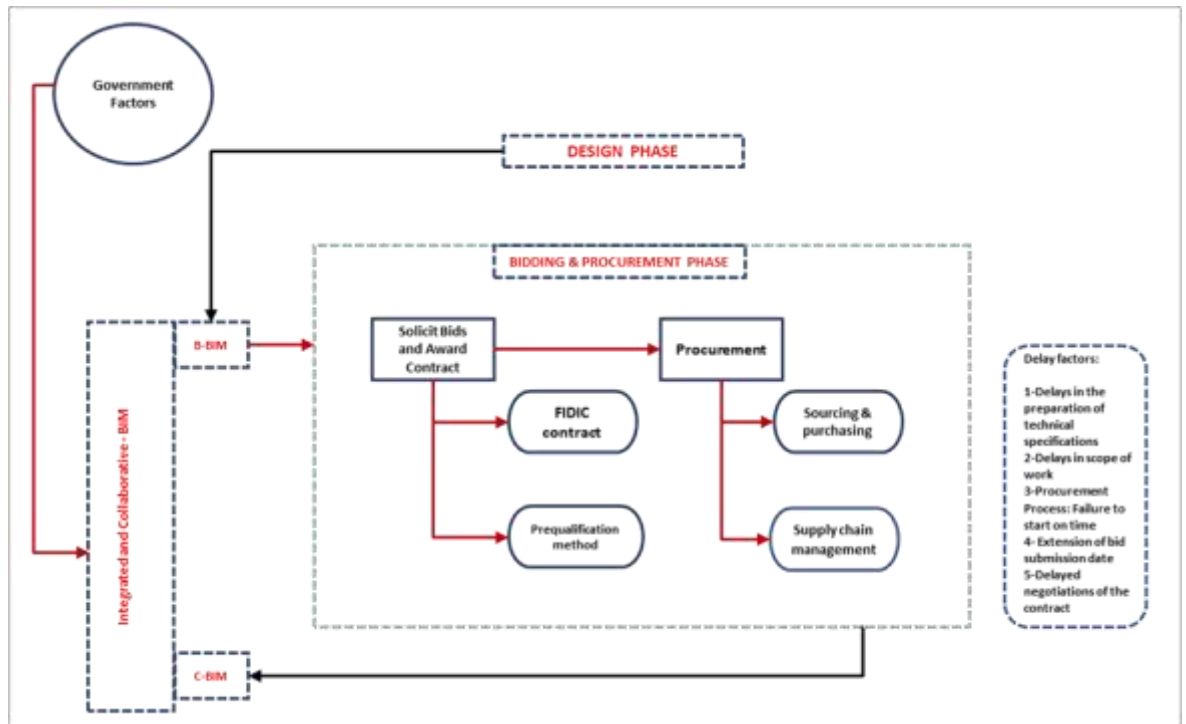 Government
Factors
DESIGN PHASE
BIDDING & PROCUREMENT PHASE
Solicit Bids
and Award
Contract
Procurement
FIDIC
contract
Sourcing &
purchasing
Prequalification
method
Supply chain
management
B-BIM
Integrated and Collaborative - BIM
C-BIM
Delay factors:
1-Delays in the
preparation of
technical
specifications
2-Delays in scope of
work
3-Procurement
Process: Failure to
start on time
4- Extension of bid
submission date
5-Delayed
negotiations of the
contract